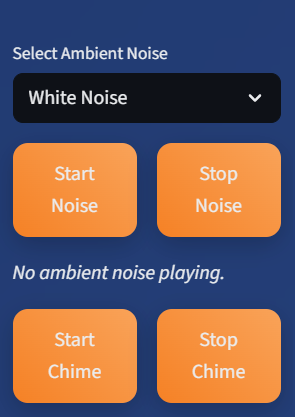 Select Ambient Noise
White Noise
Start Stop
Noise Noise
No ambient noise playing.
Start Stop
Chime Chime